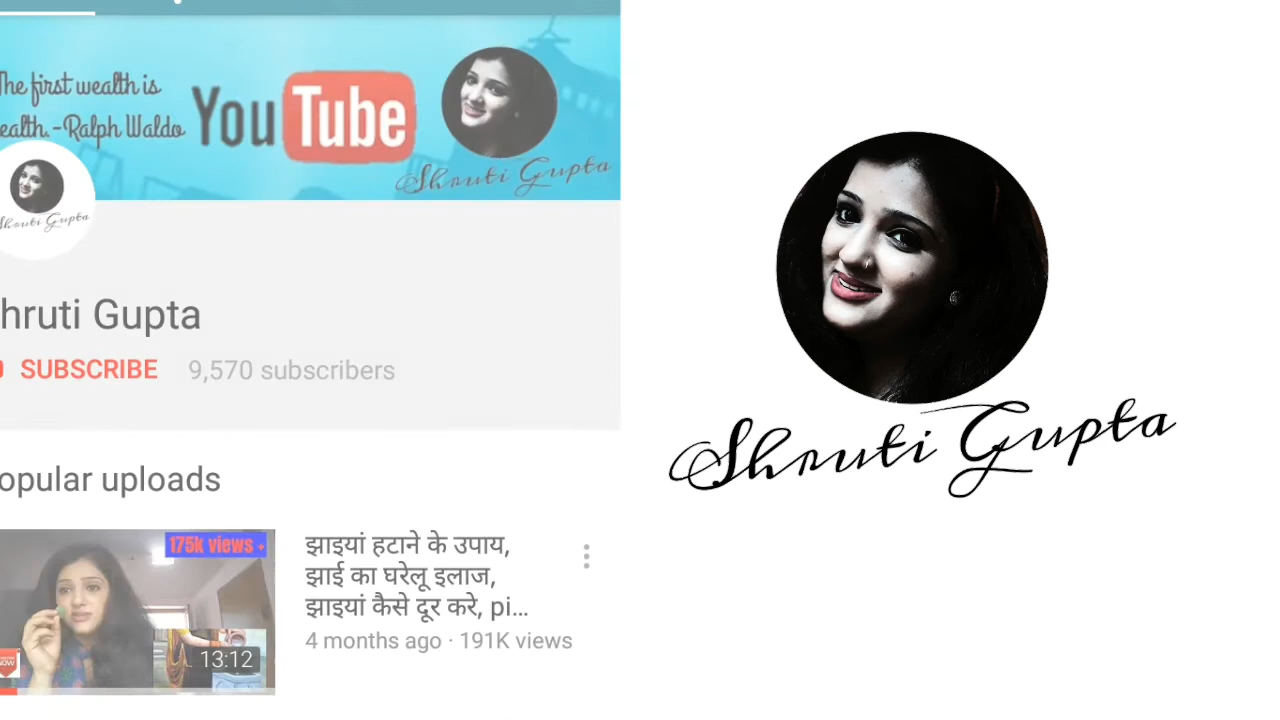 The first wealth is
ealth.-Ralph Waldo
YouTube
Shruti Gupta
Shruti Gupta
hruti Gupta
SUBSCRIBE 9,570 subscribers
opular uploads
175k views +
झाइयां हटाने के उपाय,
झाई का घरेलू इलाज,
झाइयां कैसे दूर करे, pi...
4 months ago · 191K views
NOW
13:12
Shruti Gupta